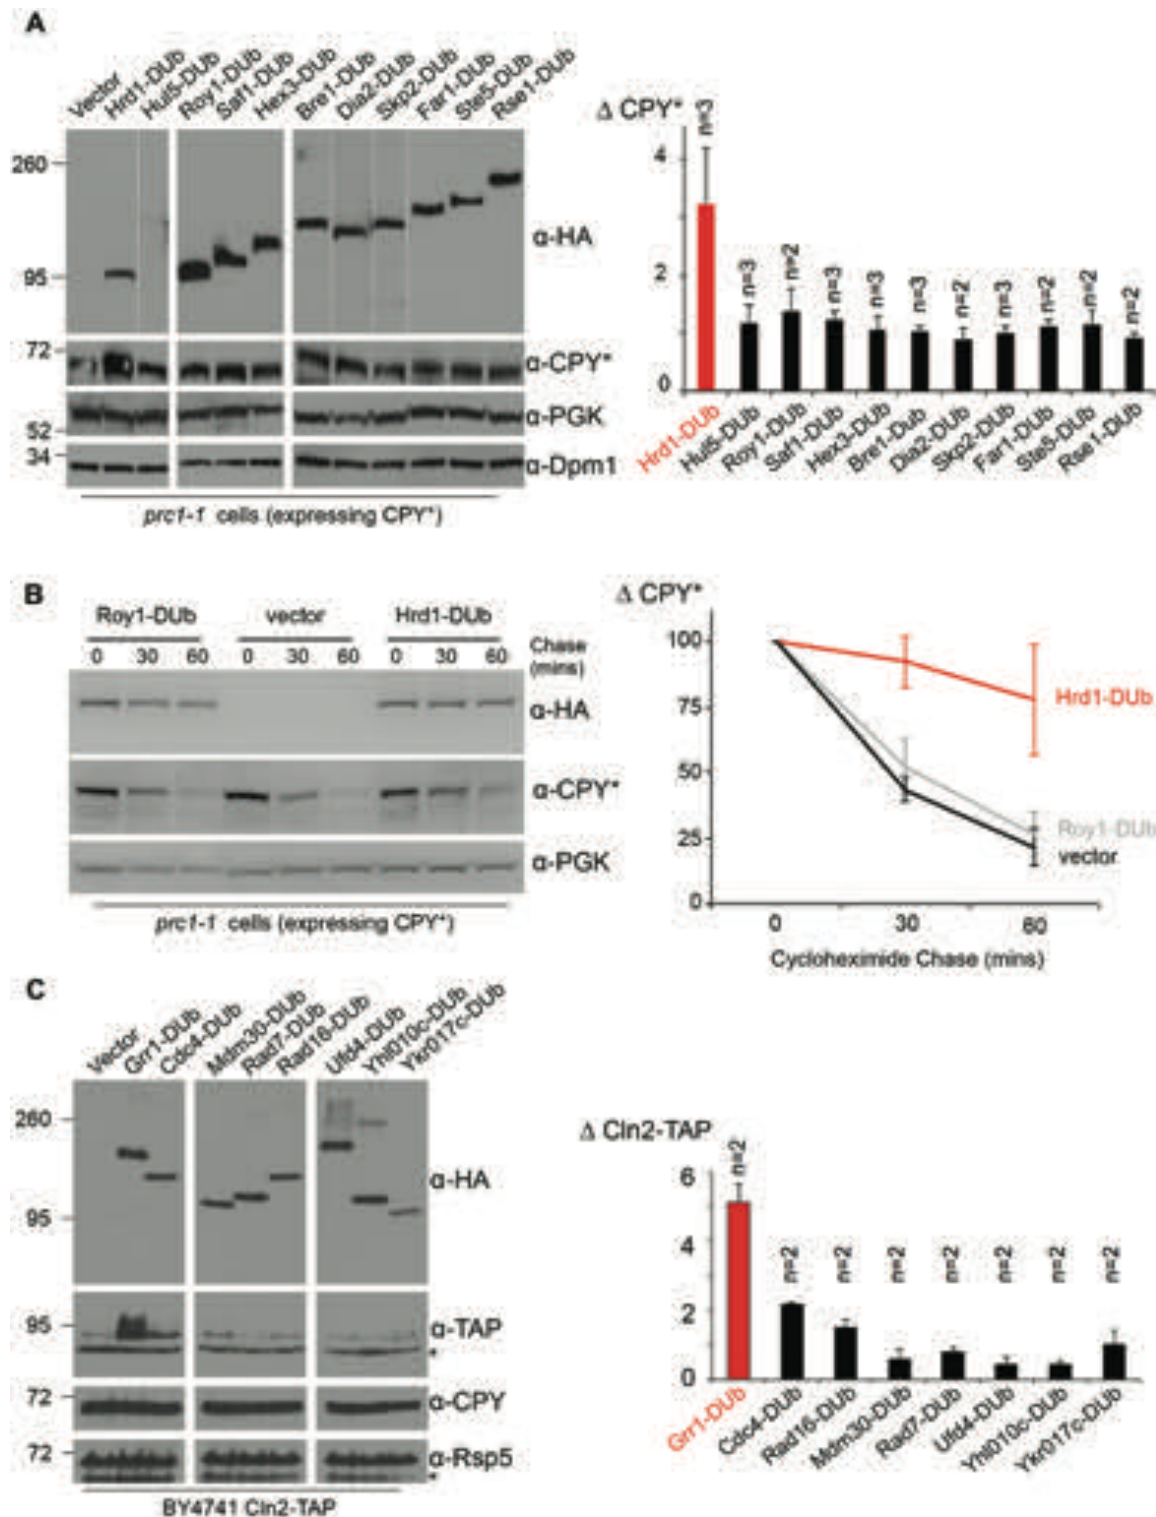 A
Vector
Hrd1-DUb
Hul5-DUb
Roy1-DUb
Saf1-DUb
Hex3-DUb
Bre1-DUb
Dia2-DUb
Skp2-DUb
Far1-DUb
Ste5-DUb
Rse1-DUb
260
95
α-HA
72
α-CPY*
α-PGK
52
34
α-Dpm1
prc1-1 cells (expressing CPY*)
Δ CPY*
4
2
0
n=3
n=3
n=2
n=3
n=3
n=3
n=2
n=3
n=2
n=2
n=2
Hrd1-DUb
Hul5-DUb
Roy1-DUb
Saf1-DUb
Hex3-DUb
Bre1-DUb
Dia2-DUb
Skp2-DUb
Far1-DUb
Ste5-DUb
Rse1-DUb
B
Roy1-DUb vector Hrd1-DUb
0 30 60 0 30 60 0 30 60 Chase (mins)
α-HA
α-CPY*
α-PGK
prc1-1 cells (expressing CPY*)
Δ CPY*
100
75
50
25
0
Hrd1-DUb
Roy1-DUb
vector
0 30 60
Cycloheximide Chase (mins)
C
Vector
Grr1-DUb
Cdc4-DUb
Mdm30-DUb
Rad7-DUb
Rad16-DUb
Ufd4-DUb
Yhl010c-DUb
Ykr017c-DUb
260
α-HA
95
95
α-TAP
*
72
α-CPY
72
α-Rsp5
*
BY4741 Cln2-TAP
Δ Cln2-TAP
6
4
2
0
n=2
n=2
n=2
n=2
n=2
n=2
n=2
n=2
Grr1-DUb
Cdc4-DUb
Rad16-DUb
Mdm30-DUb
Rad7-DUb
Ufd4-DUb
Yhl010c-DUb
Ykr017c-DUb